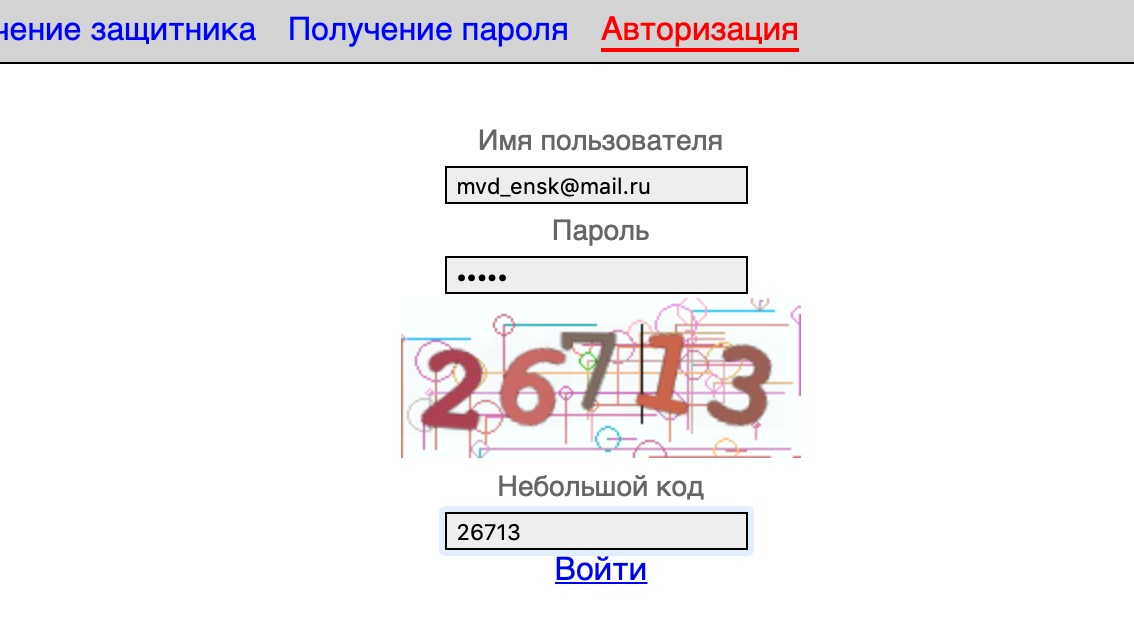 чение защитника Получение пароля Авторизация
Имя пользователя
mvd_ensk@mail.ru
Пароль
•••••
26713
Небольшой код
26713
Войти